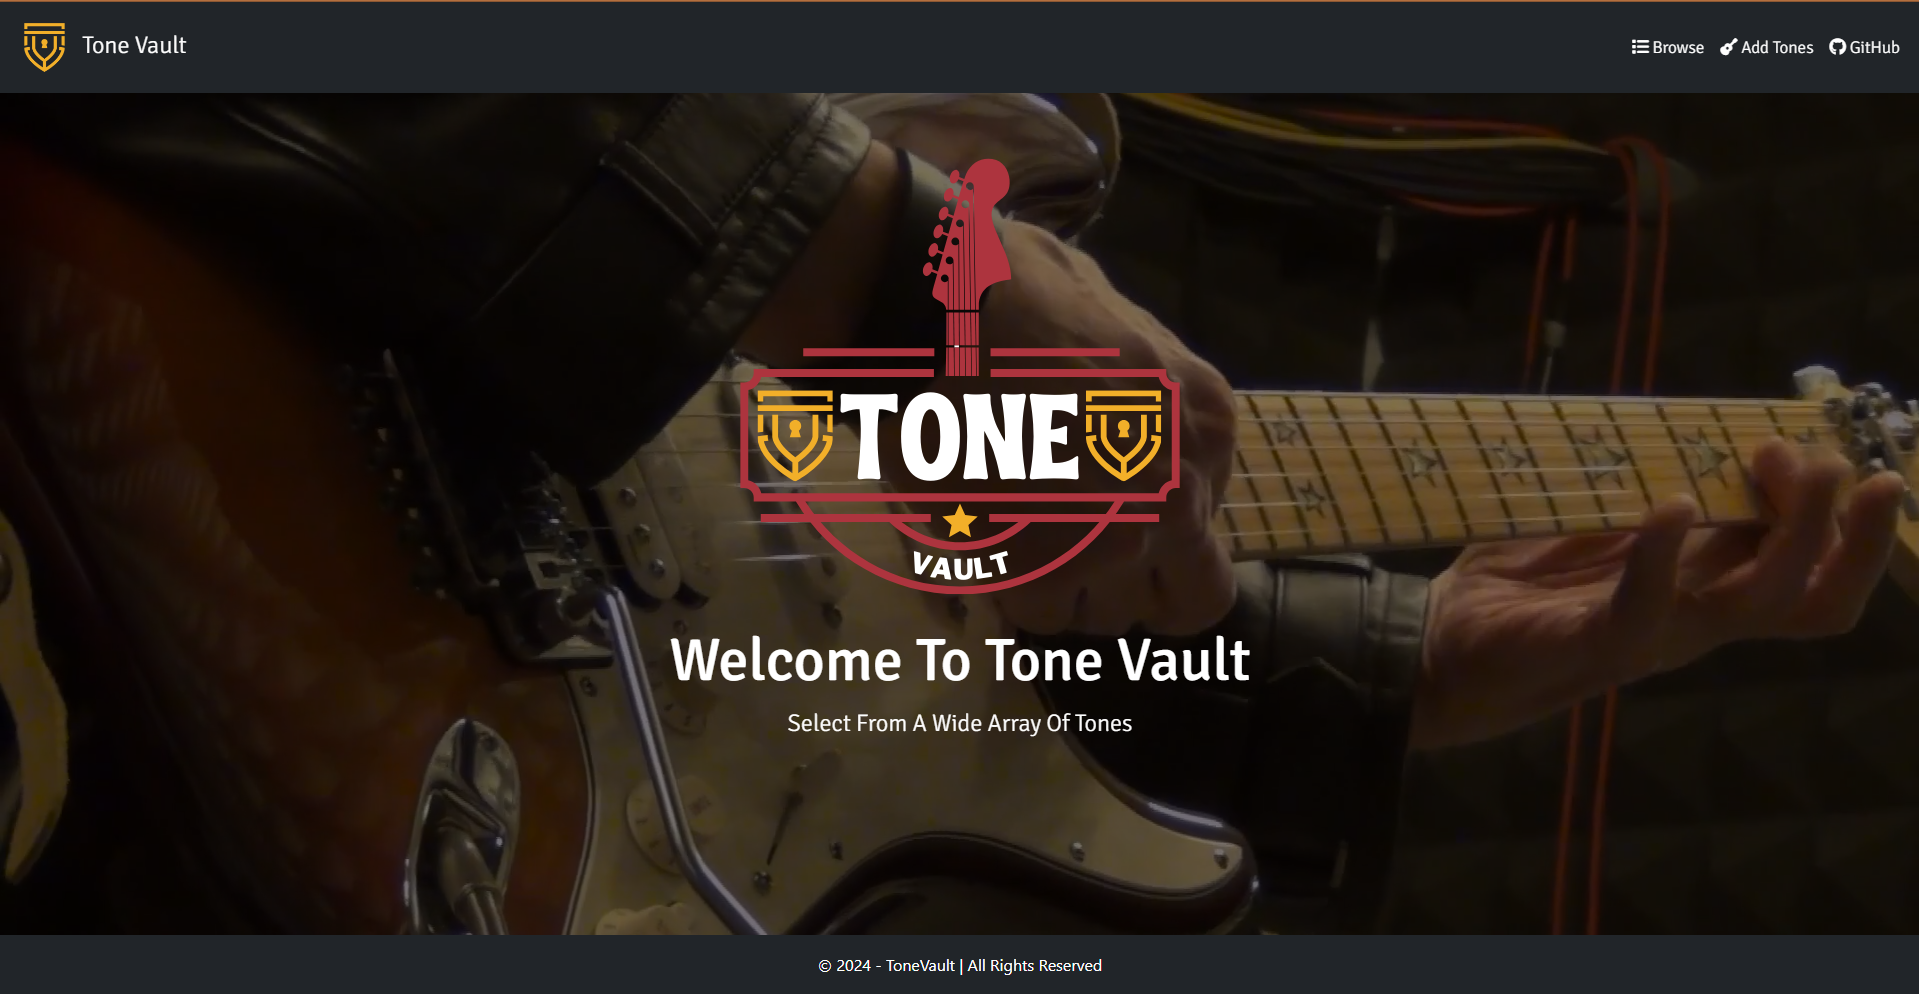 Tone Vault
Browse
Add Tones
GitHub
TONE
VAULT
Welcome To Tone Vault
Select From A Wide Array Of Tones
© 2024 - ToneVault | All Rights Reserved